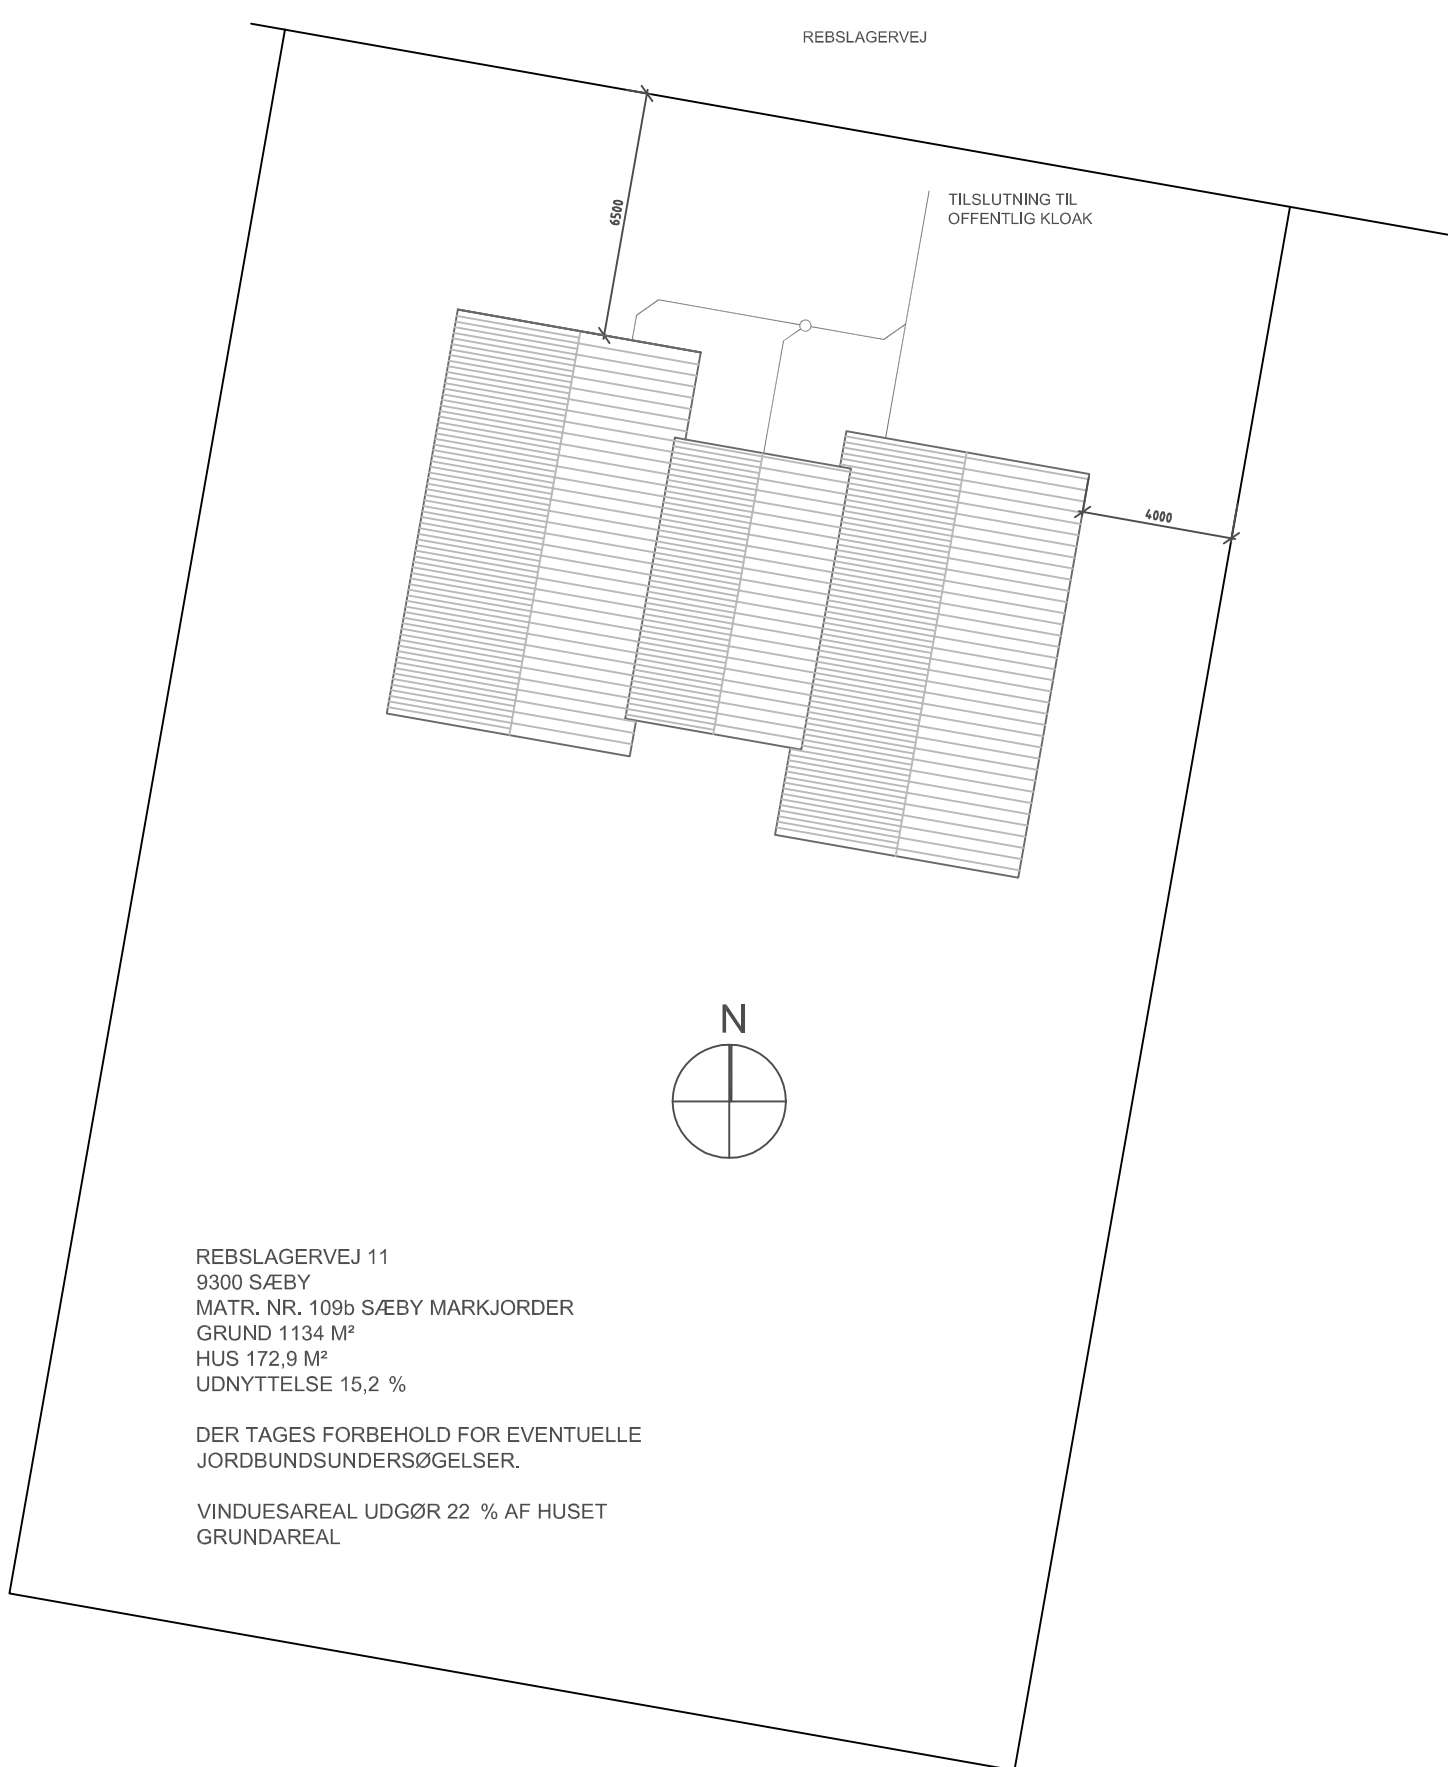 REBSLAGERVEJ
TILSLUTNING TIL
OFFENTLIG KLOAK
6500
4000
N
REBSLAGERVEJ 11
9300 SÆBY
MATR. NR. 109b SÆBY MARKJORDER
GRUND 1134 M²
HUS 172,9 M²
UDNYTTELSE 15,2 %
DER TAGES FORBEHOLD FOR EVENTUELLE
JORDBUNDSUNDERSØGELSER.
VINDUESAREAL UDGØR 22 % AF HUSET
GRUNDAREAL